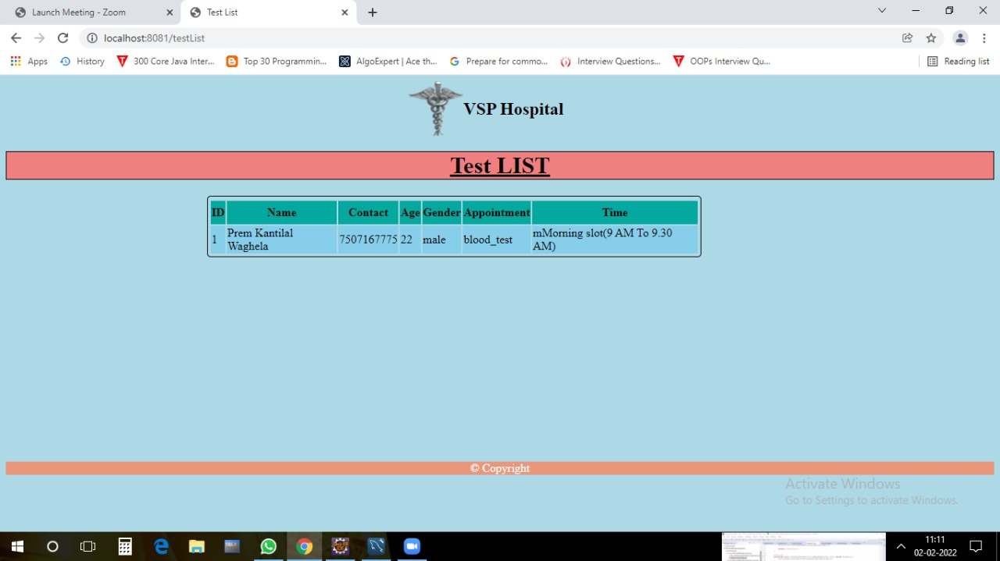 Launch Meeting - Zoom
Test List
localhost:8081/testList
Apps
History
300 Core Java Inter...
Top 30 Programmin...
AlgoExpert | Ace th...
Prepare for commo...
Interview Questions...
OOPs Interview Qu...
Reading list
VSP Hospital
Test LIST
ID Name Contact Age Gender Appointment Time
1 Prem Kantilal 7507167775 22 male blood_test mMorning slot(9 AM To 9.30
Waghela AM)
© Copyright
Activate Windows
Go to Settings to activate Windows.
11:11
02-02-2022